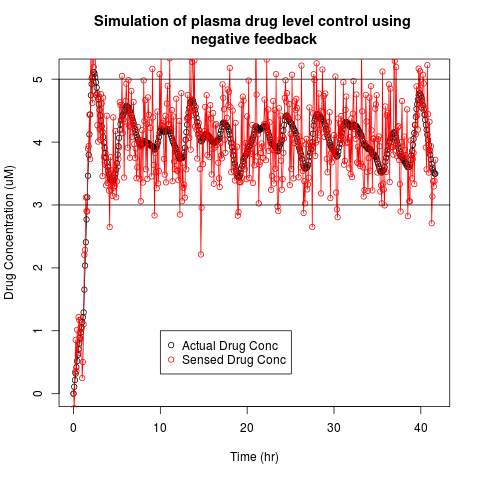 Simulation of plasma drug level control using
negative feedback
Drug Concentration (uM)
5
4
3
2
1
0
Actual Drug Conc
Sensed Drug Conc
0 10 20 30 40
Time (hr)